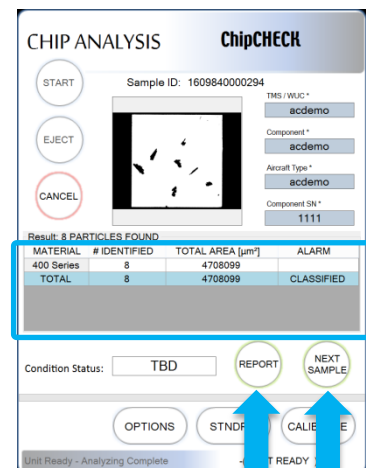 CHIP ANALYSIS ChipCHECK
START
Sample ID: 1609840000294
TMS / WUC *
acdemo
EJECT
Component *
acdemo
Aircraft Type *
acdemo
CANCEL
Component SN *
1111
Result: 8 PARTICLES FOUND
MATERIAL # IDENTIFIED TOTAL AREA [µm²] ALARM
400 Series 8 4708099
TOTAL 8 4708099 CLASSIFIED
Condition Status: TBD REPORT NEXT SAMPLE
OPTIONS
Unit Ready - Analyzing Complete READY